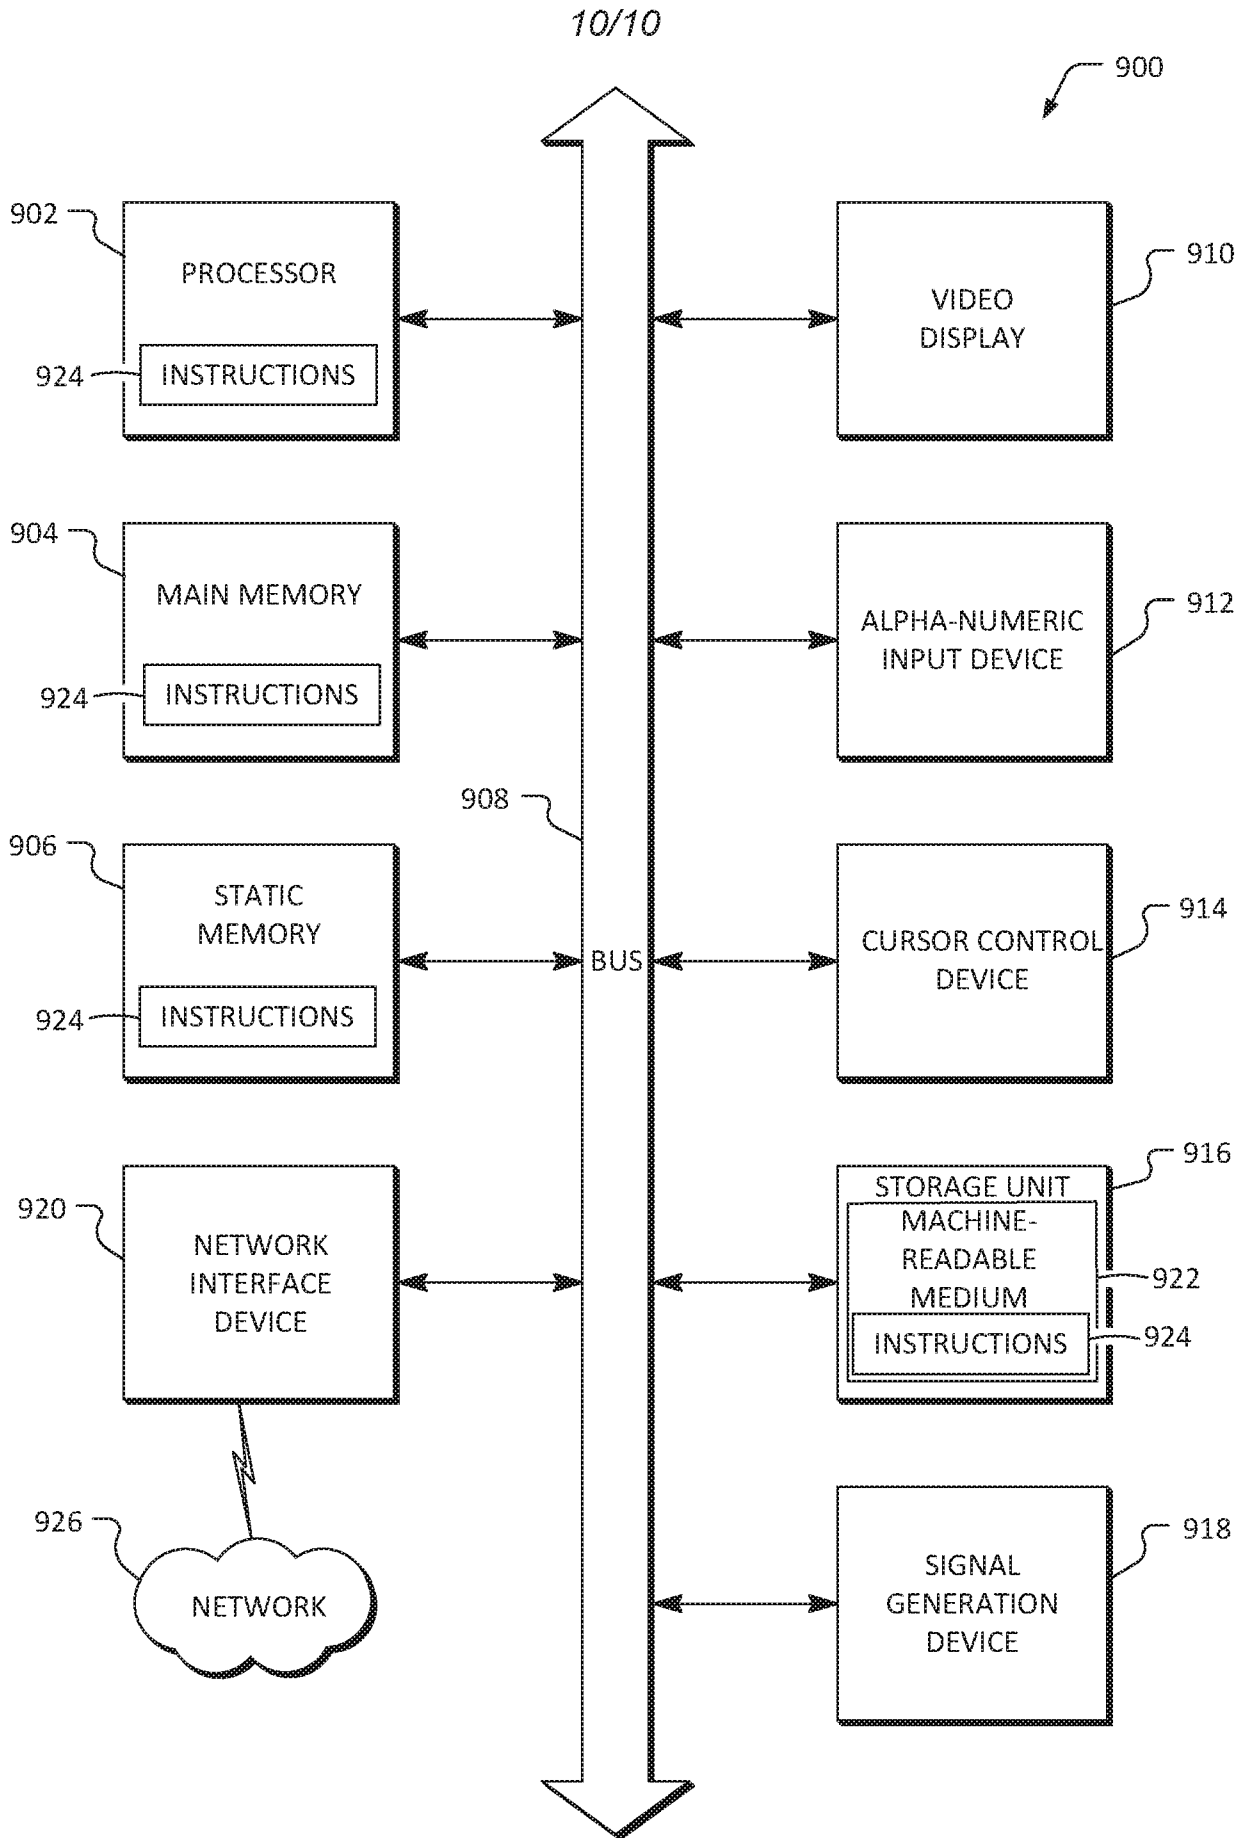 10/10
900
902
PROCESSOR
924
INSTRUCTIONS
910
VIDEO
DISPLAY
904
MAIN MEMORY
924
INSTRUCTIONS
912
ALPHA-NUMERIC
INPUT DEVICE
908
BUS
906
STATIC
MEMORY
924
INSTRUCTIONS
914
CURSOR CONTROL
DEVICE
920
NETWORK
INTERFACE
DEVICE
916
STORAGE UNIT
MACHINE-
READABLE
MEDIUM
922
INSTRUCTIONS
924
926
NETWORK
918
SIGNAL
GENERATION
DEVICE